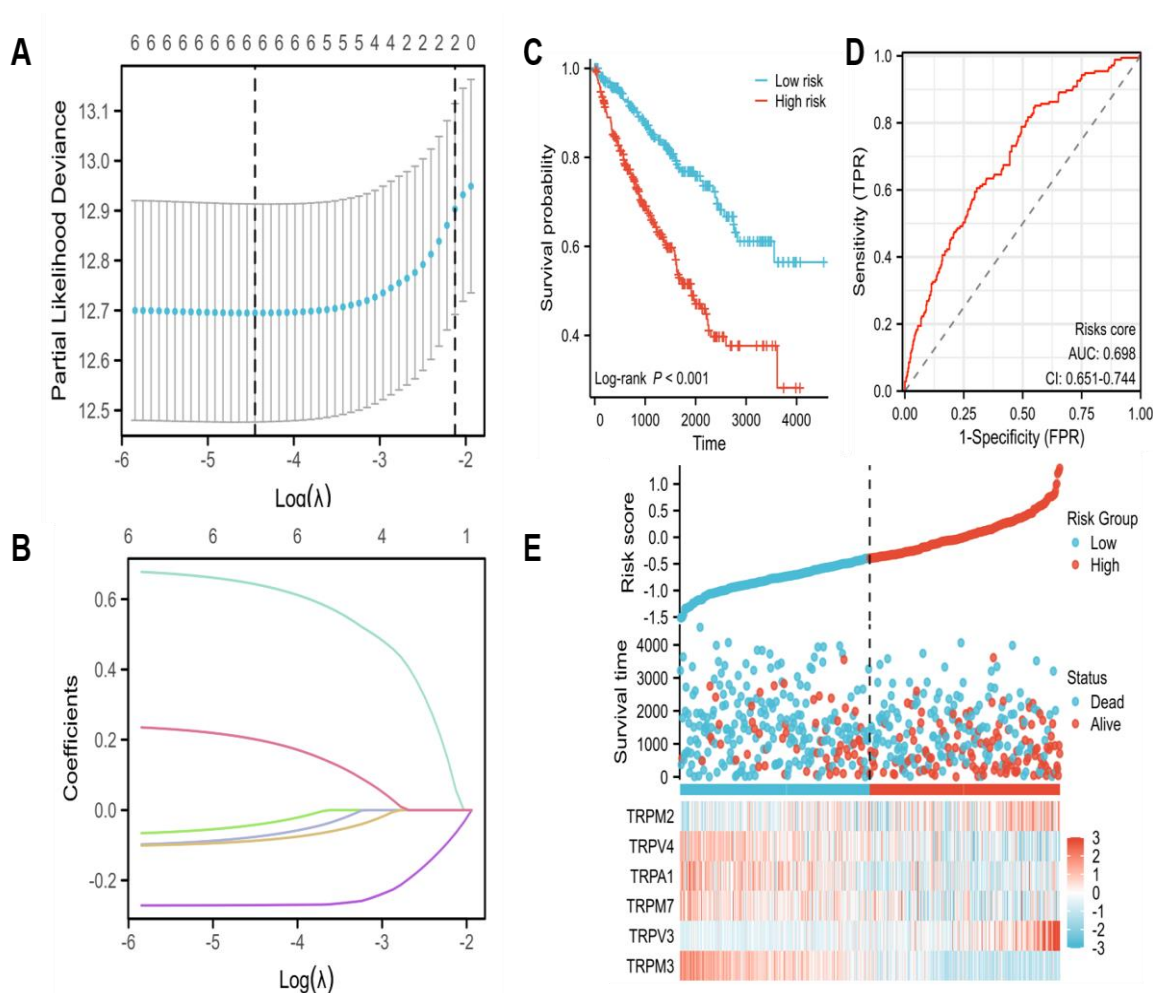 A
6 6 6 6 6 6 6 6 6 6 6 6 5 5 5 4 4 2 2 2 2 0
Partial Likelihood Deviance
13.1
13.0
12.9
12.8
12.7
12.6
12.5
-6 -5 -4 -3 -2
Log(λ)
B
6 6 6 4 3 1
Coefficients
0.6
0.4
0.2
0.0
-0.2
-6 -5 -4 -3 -2
Log(λ)
C
Survival probability
1.0
0.8
0.6
0.4
Low risk
High risk
Log-rank P < 0.001
0 1000 2000 3000 4000
Time
D
Sensitivity (TPR)
1.0
0.8
0.6
0.4
0.2
0.0
Risks core
AUC: 0.698
CI: 0.651-0.744
0.00 0.25 0.50 0.75 1.00
1-Specificity (FPR)
E
Risk score
1.0
0.5
0.0
-0.5
-1.0
-1.5
Risk Group
Low
High
Survival time
4000
3000
2000
1000
0
Status
Dead
Alive
TRPM2
TRPV4
TRPA1
TRPM7
TRPV3
TRPM3
3
2
1
0
-1
-2
-3